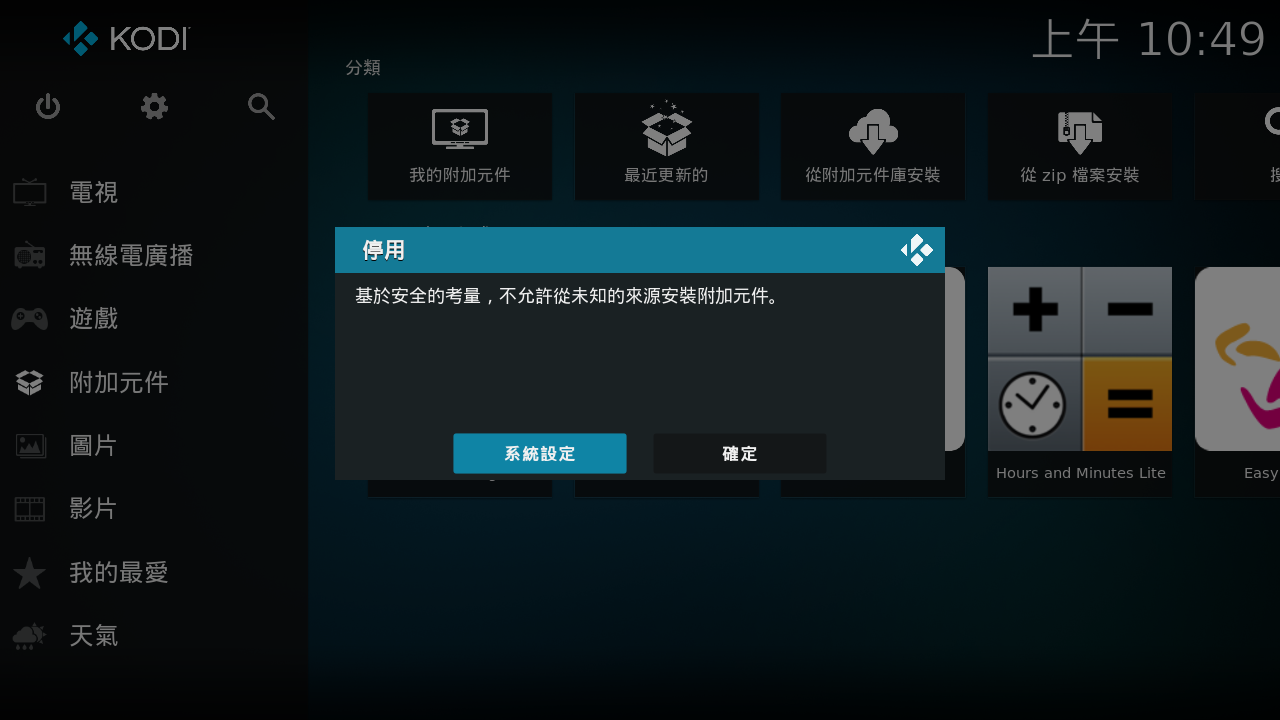 KODI
上午 10:49
分類
我的附加元件
最近更新的
從附加元件庫安裝
從 zip 檔案安裝
電視
無線電廣播
遊戲
附加元件
圖片
影片
我的最愛
天氣
停用
基於安全的考量，不允許從未知的來源安裝附加元件。
系統設定
確定
Hours and Minutes Lite
Easy